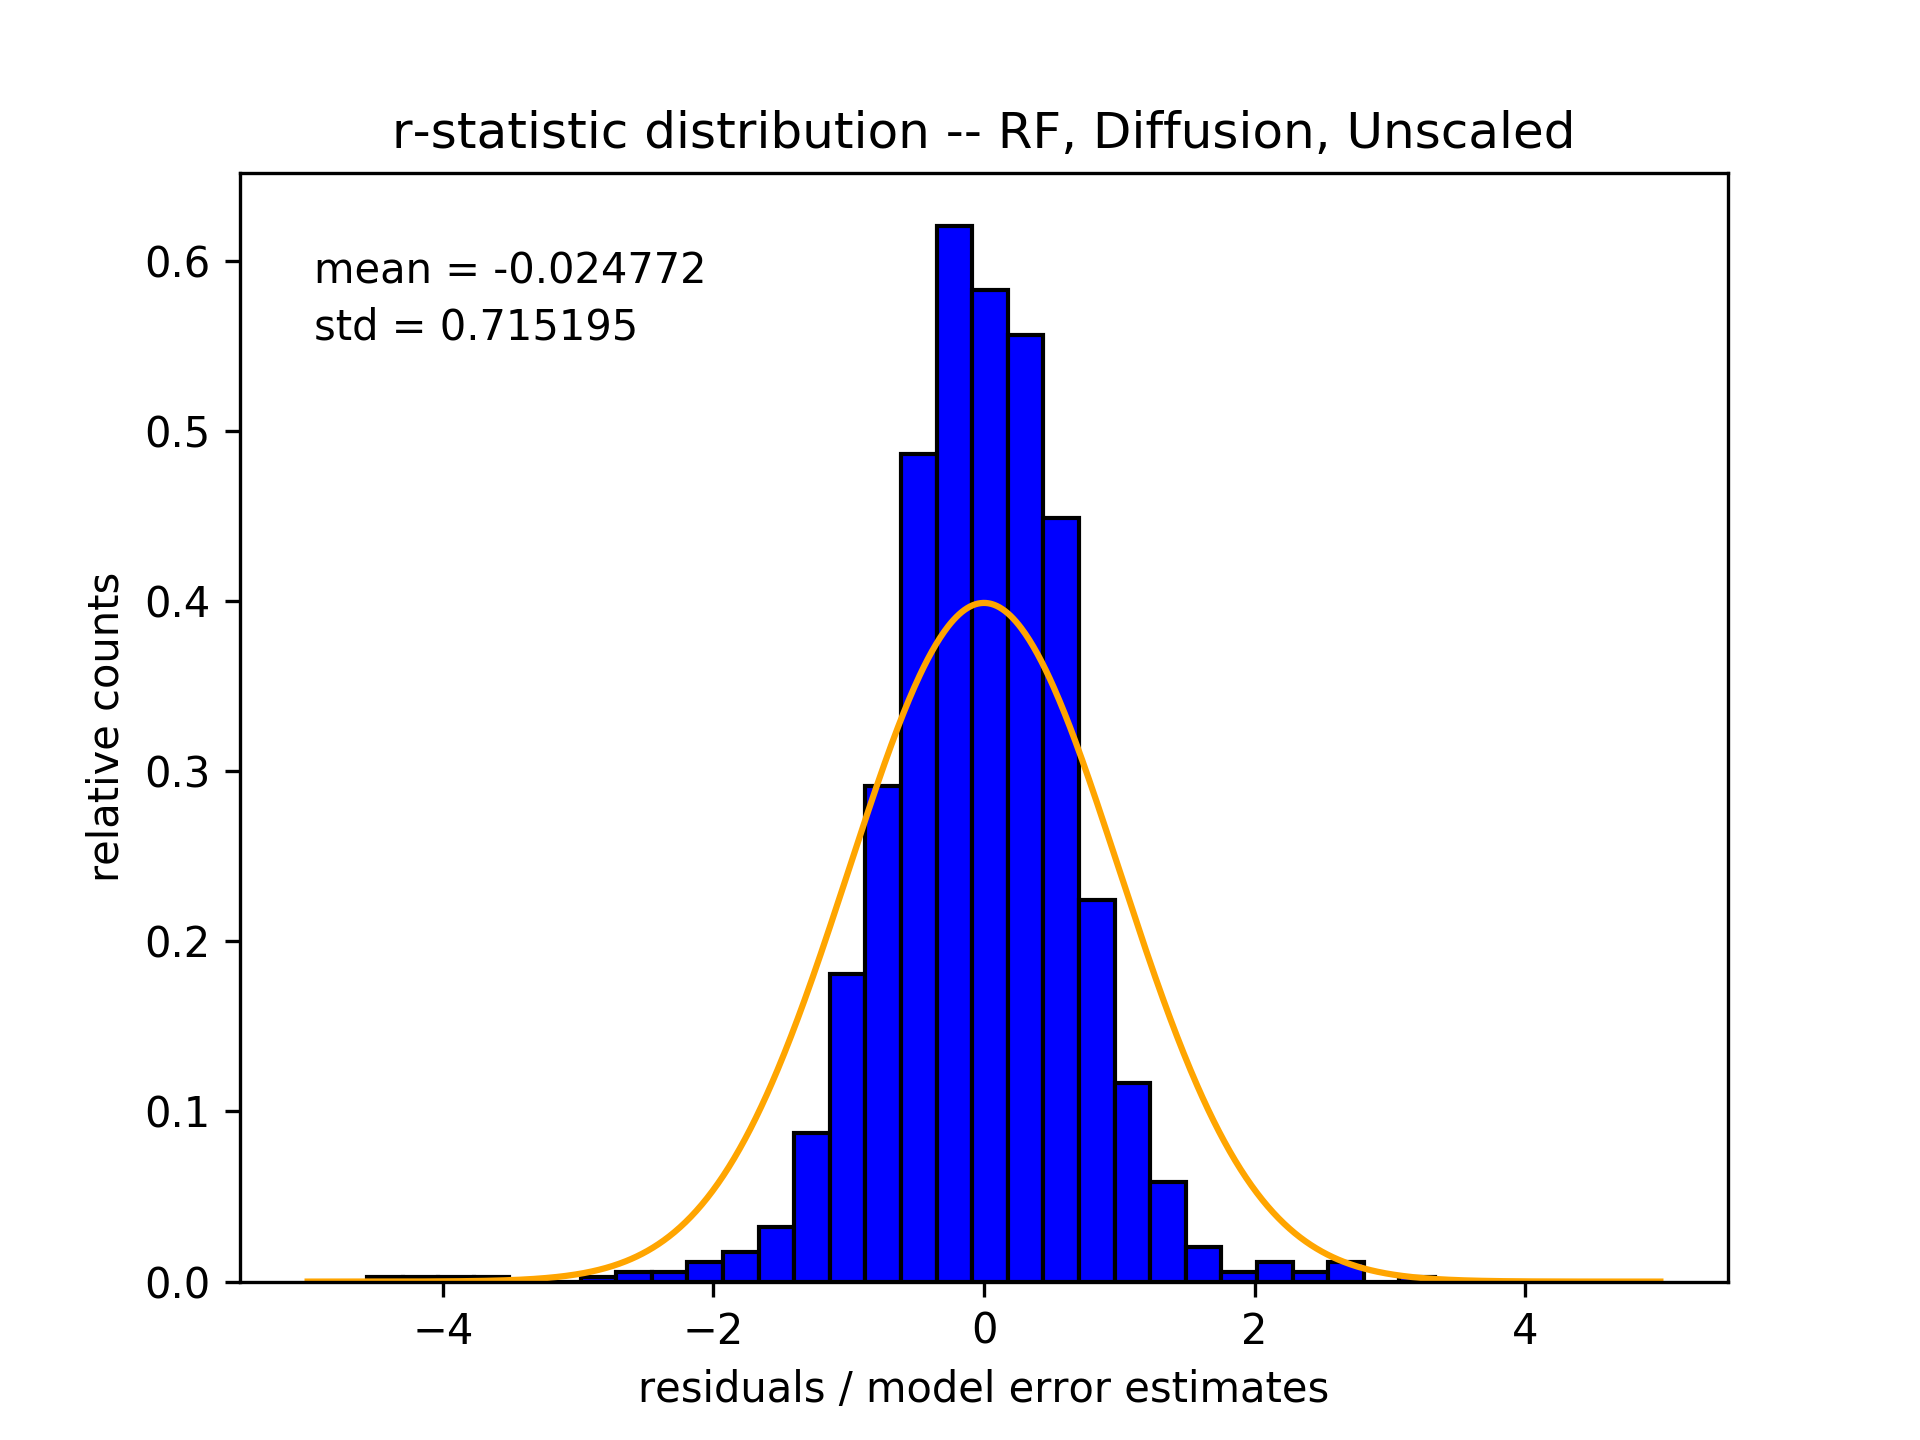 r-statistic distribution -- RF, Diffusion, Unscaled
mean = -0.024772
std = 0.715195
relative counts
0.6
0.5
0.4
0.3
0.2
0.1
0.0
−4 −2 0 2 4
residuals / model error estimates